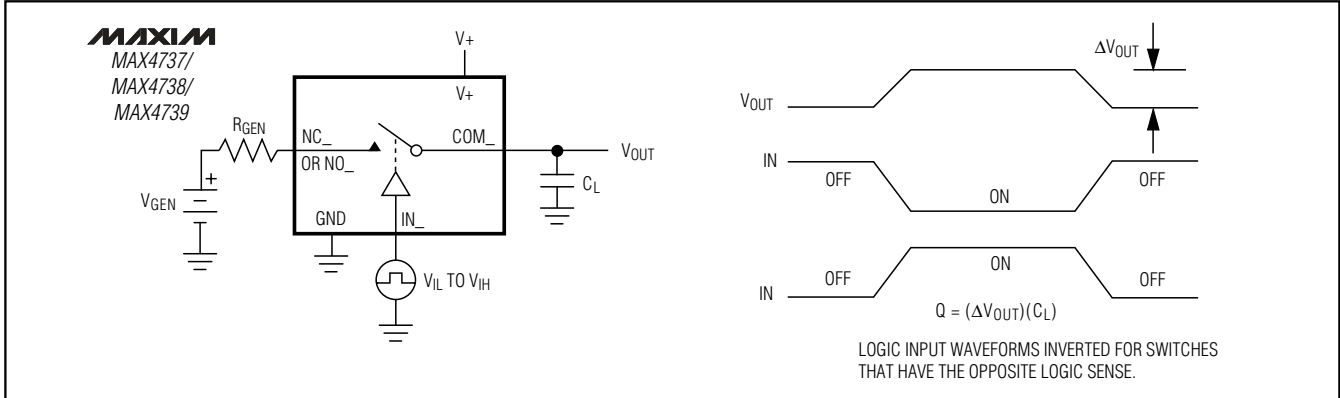 MAXIM
MAX4737/
MAX4738/
MAX4739
V+
V+
RGEN
NC_
OR NO_
COM_
VOUT
CL
+
VGEN
GND
IN_
VIL TO VIH
ΔVOUT
VOUT
IN
OFF
ON
OFF
IN
OFF
ON
OFF
Q = (ΔVOUT)(CL)
LOGIC INPUT WAVEFORMS INVERTED FOR SWITCHES
THAT HAVE THE OPPOSITE LOGIC SENSE.